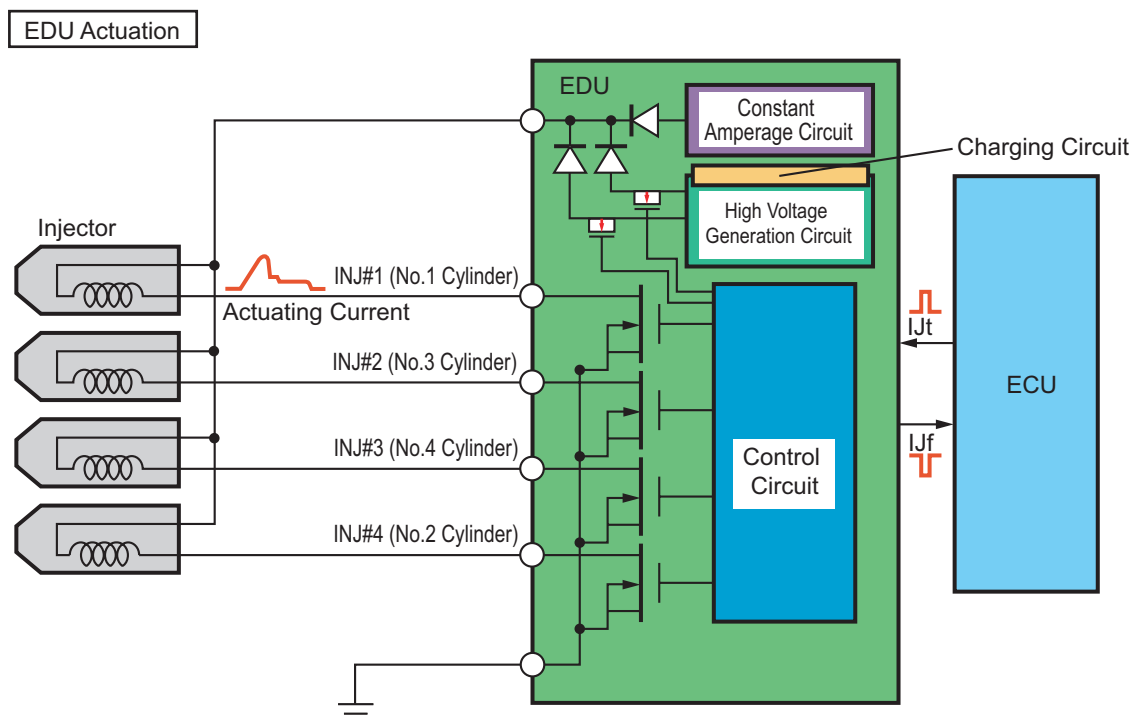 EDU Actuation
EDU
Constant
Amperage Circuit
Charging Circuit
High Voltage
Generation Circuit
Injector
INJ#1 (No.1 Cylinder)
Actuating Current
IJt
INJ#2 (No.3 Cylinder)
ECU
INJ#3 (No.4 Cylinder)
IJf
Control
Circuit
INJ#4 (No.2 Cylinder)